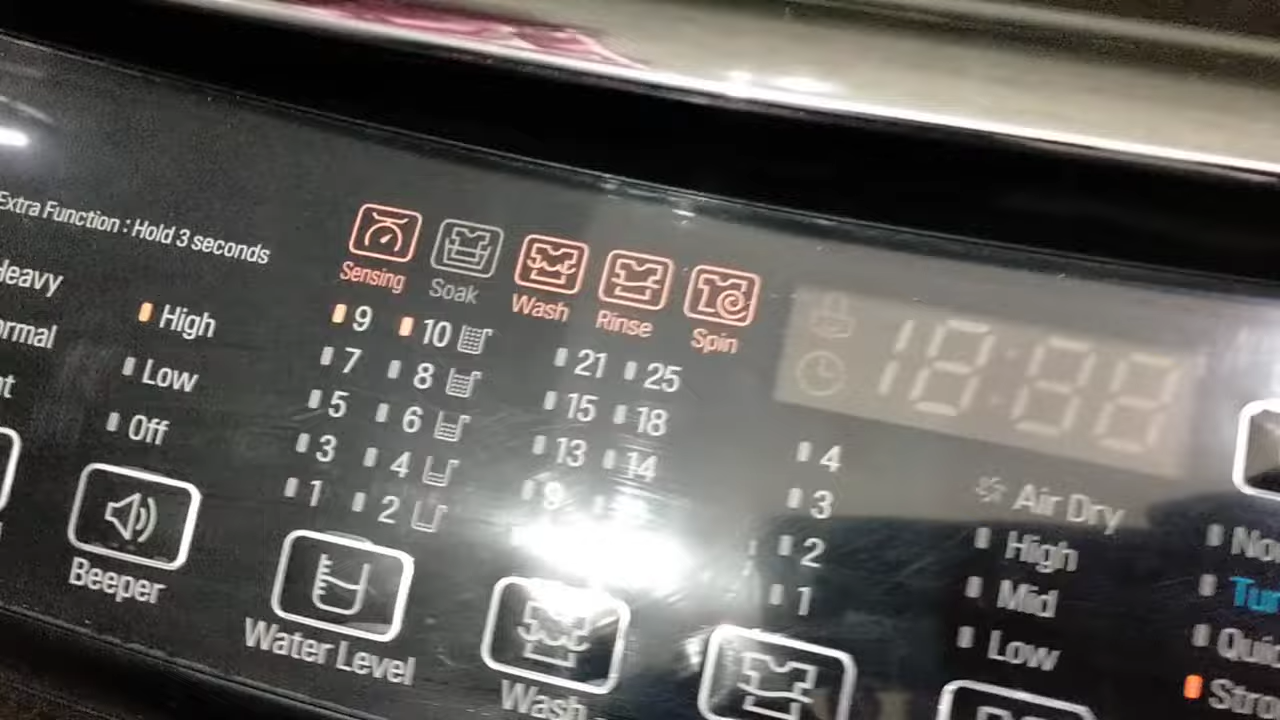 Extra Function : Hold 3 seconds
Sensing
Soak
Wash
Rinse
Spin
High
Low
Off
9 10
7 8
5 6
3 4
1 2
21 25
15 18
13 14
9
4
3
2
1
Air Dry
High
Mid
Low
Beeper
Water Level
Wash